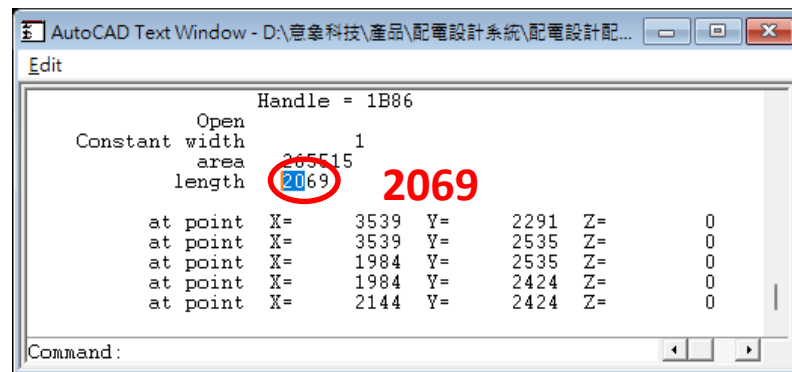 AutoCAD Text Window - D:\意象科技\產品\配電設計系統\配電設計配...
Edit
Handle = 1B86
Open
Constant width 1
area 265515
length 2069 2069
at point X= 3539 Y= 2291 Z= 0
at point X= 3539 Y= 2535 Z= 0
at point X= 1984 Y= 2535 Z= 0
at point X= 1984 Y= 2424 Z= 0
at point X= 2144 Y= 2424 Z= 0
Command: